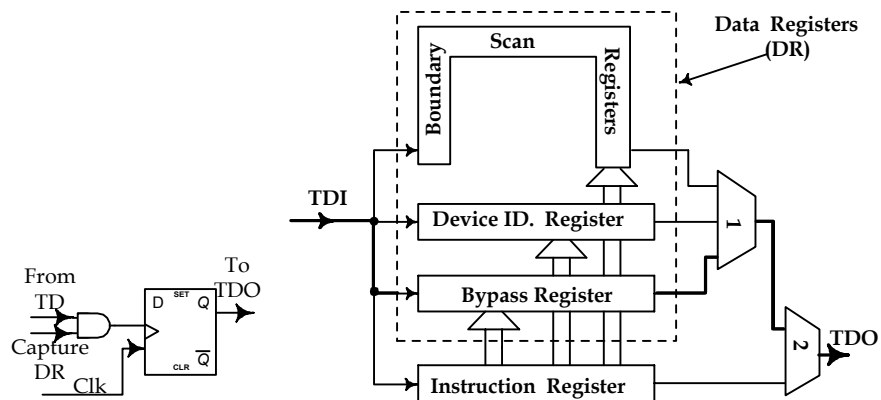 From
TD
Capture
DR
Clk
D
SET
Q
CLR
Q
To
TDO
TDI
Boundary
Scan
Registers
Data Registers
(DR)
Device ID. Register
Bypass Register
Instruction Register
1
2
TDO